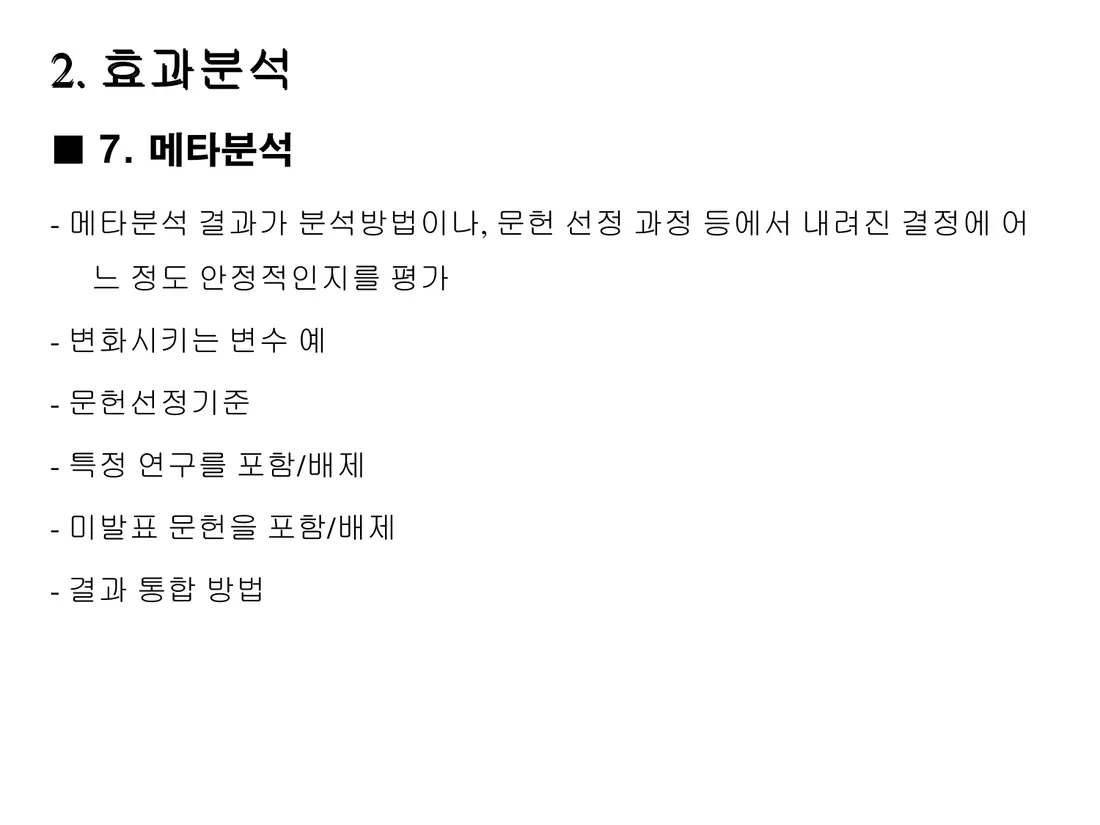 2. 효과분석
■ 7. 메타분석
- 메타분석 결과가 분석방법이나, 문헌 선정 과정 등에서 내려진 결정에 어
느 정도 안정적인지를 평가
- 변화시키는 변수 예
- 문헌선정기준
- 특정 연구를 포함/배제
- 미발표 문헌을 포함/배제
- 결과 통합 방법